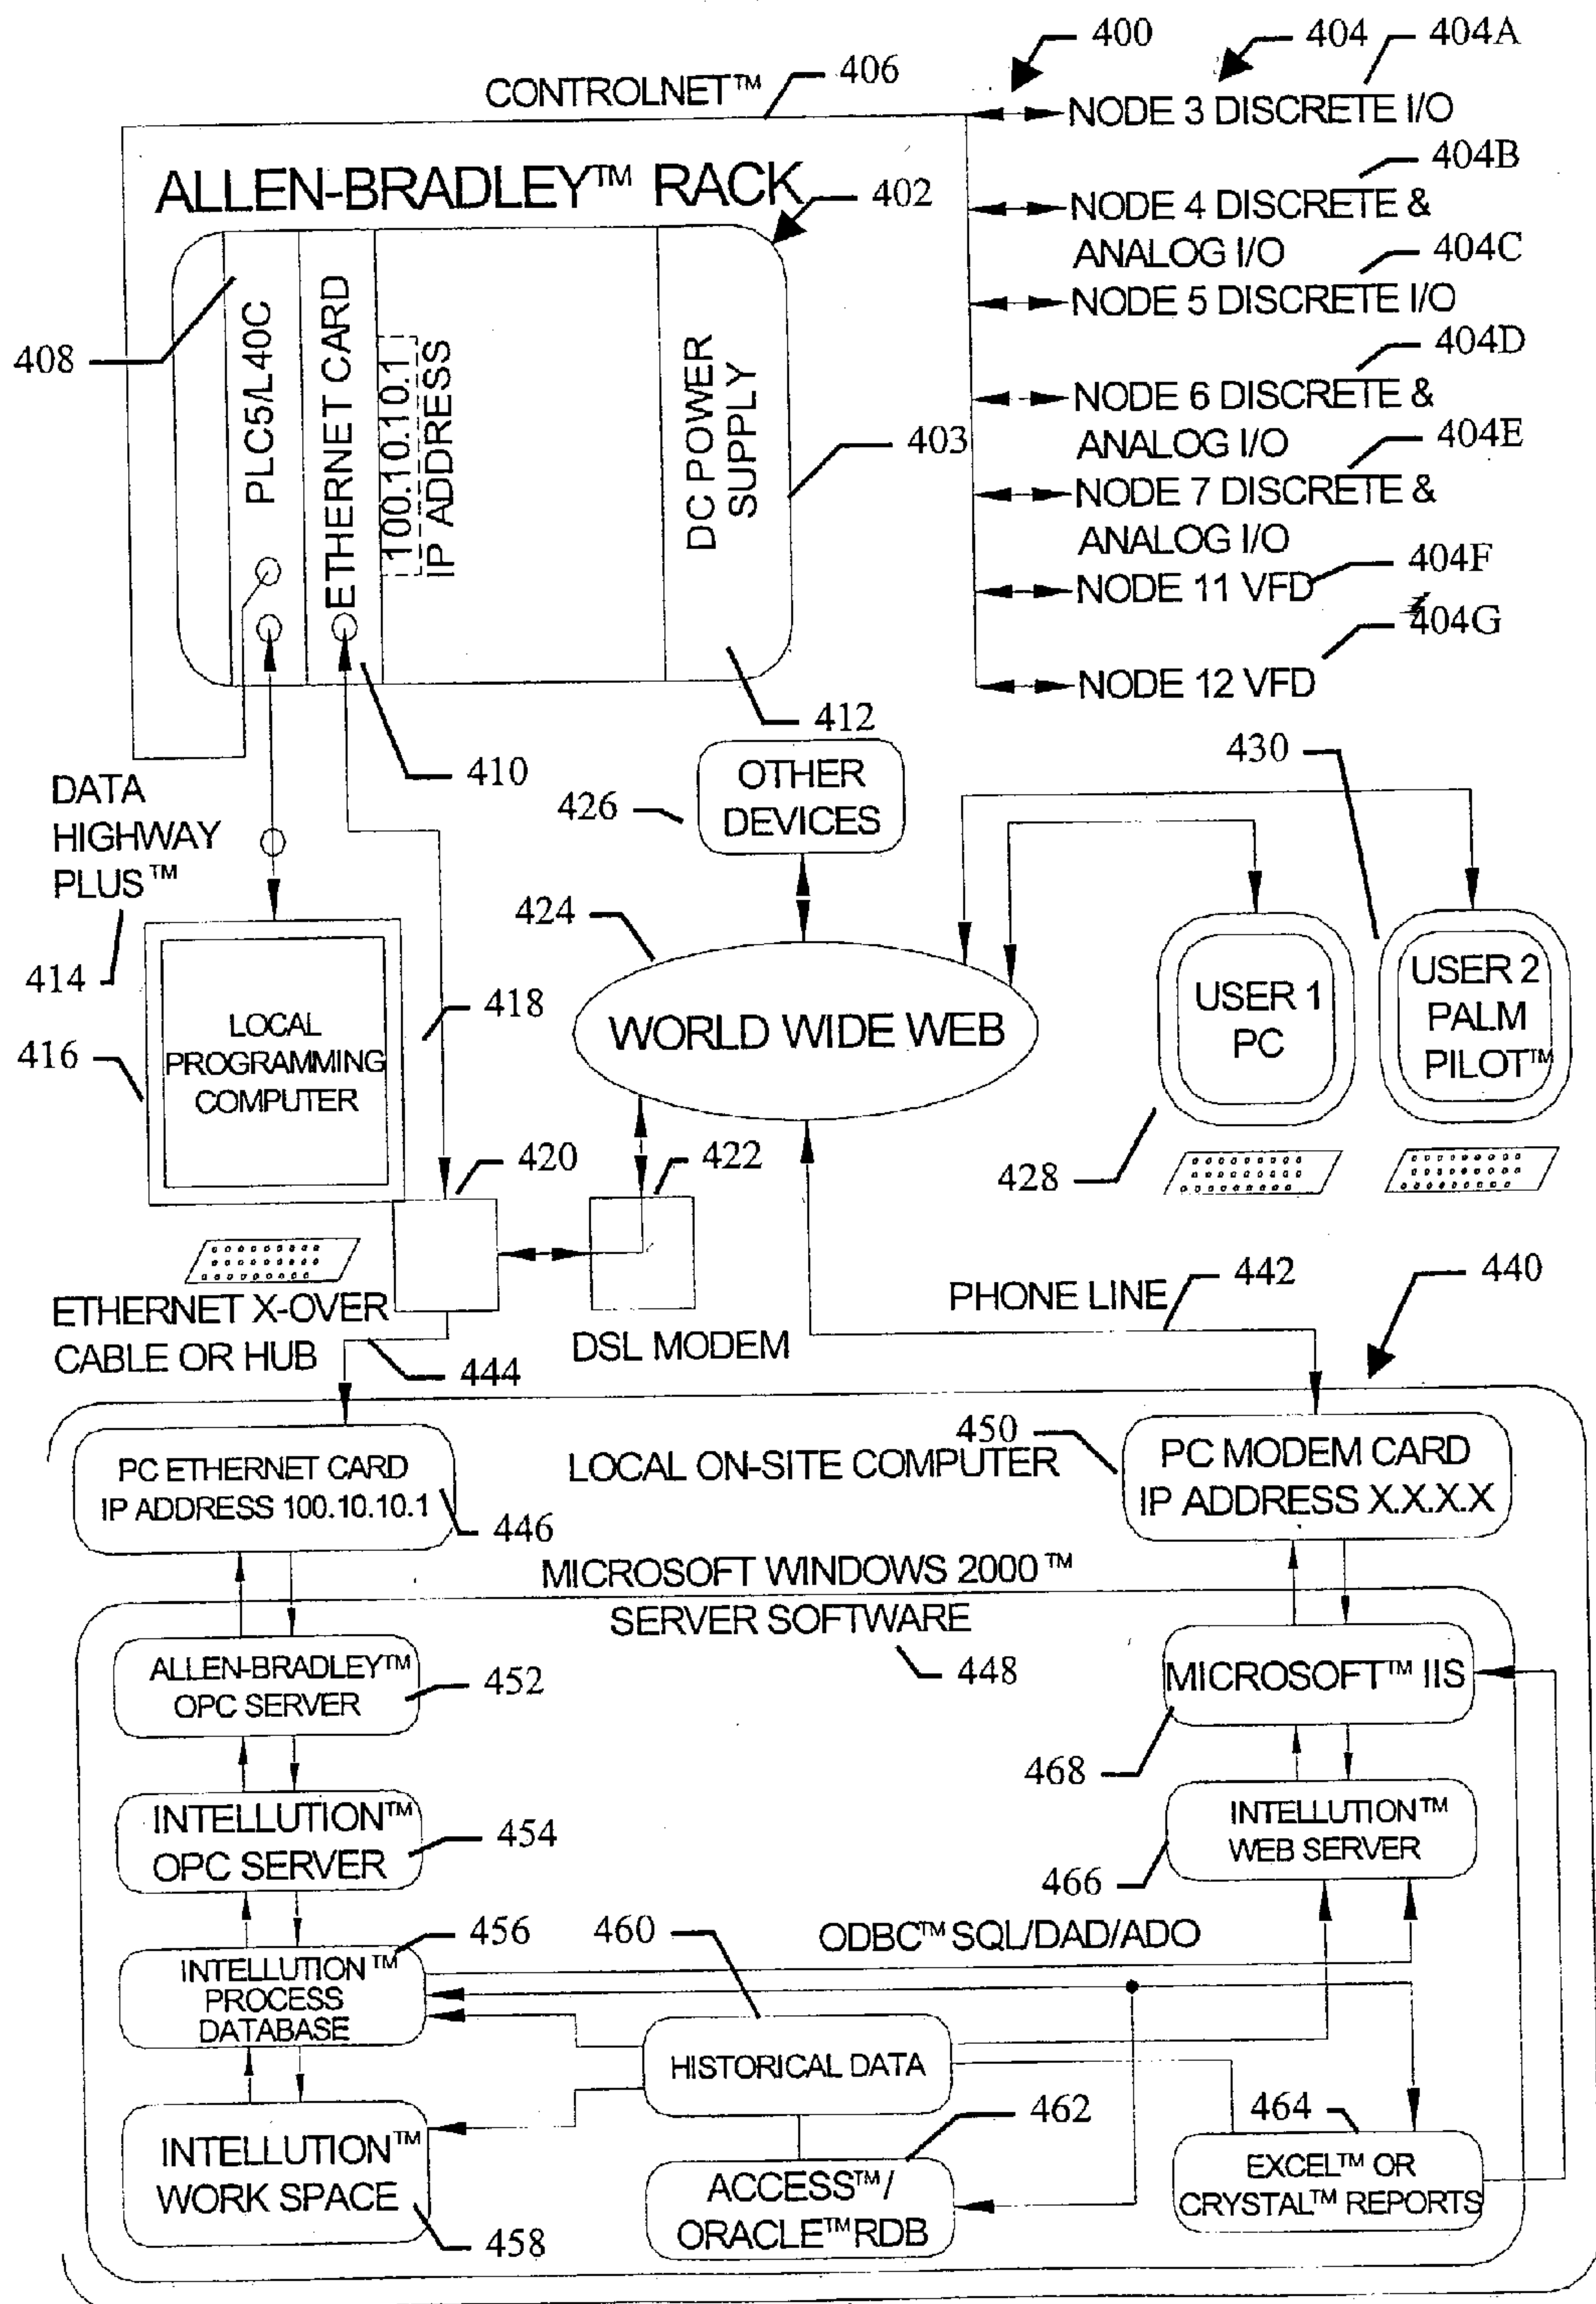 400
404
404A
CONTROLNET™
406
NODE 3 DISCRETE I/O
ALLEN-BRADLEY™ RACK
402
404B
NODE 4 DISCRETE &
ANALOG I/O
404C
NODE 5 DISCRETE I/O
408
PLC5/L40C
ETHERNET CARD
100.10.10.1
IP ADDRESS
DC POWER
SUPPLY
403
404D
NODE 6 DISCRETE &
ANALOG I/O
404E
NODE 7 DISCRETE &
ANALOG I/O
404F
NODE 11 VFD
404G
NODE 12 VFD
412
410
DATA
HIGHWAY
PLUS™
414
426
OTHER
DEVICES
430
424
WORLD WIDE WEB
USER 1
PC
USER 2
PALM
PILOT™
416
LOCAL
PROGRAMMING
COMPUTER
418
420
422
428
ETHERNET X-OVER
CABLE OR HUB
444
DSL MODEM
PHONE LINE
442
440
PC ETHERNET CARD
IP ADDRESS 100.10.10.1
446
LOCAL ON-SITE COMPUTER
450
PC MODEM CARD
IP ADDRESS X.X.X.X
MICROSOFT WINDOWS 2000™
SERVER SOFTWARE
448
ALLEN-BRADLEY™
OPC SERVER
452
MICROSOFT™ IIS
468
INTELLUTION™
OPC SERVER
454
INTELLUTION™
WEB SERVER
466
456
460
ODBC™ SQL/DAD/ADO
INTELLUTION™
PROCESS
DATABASE
HISTORICAL DATA
462
464
INTELLUTION™
WORK SPACE
458
ACCESS™/
ORACLE™ RDB
EXCEL™ OR
CRYSTAL™ REPORTS